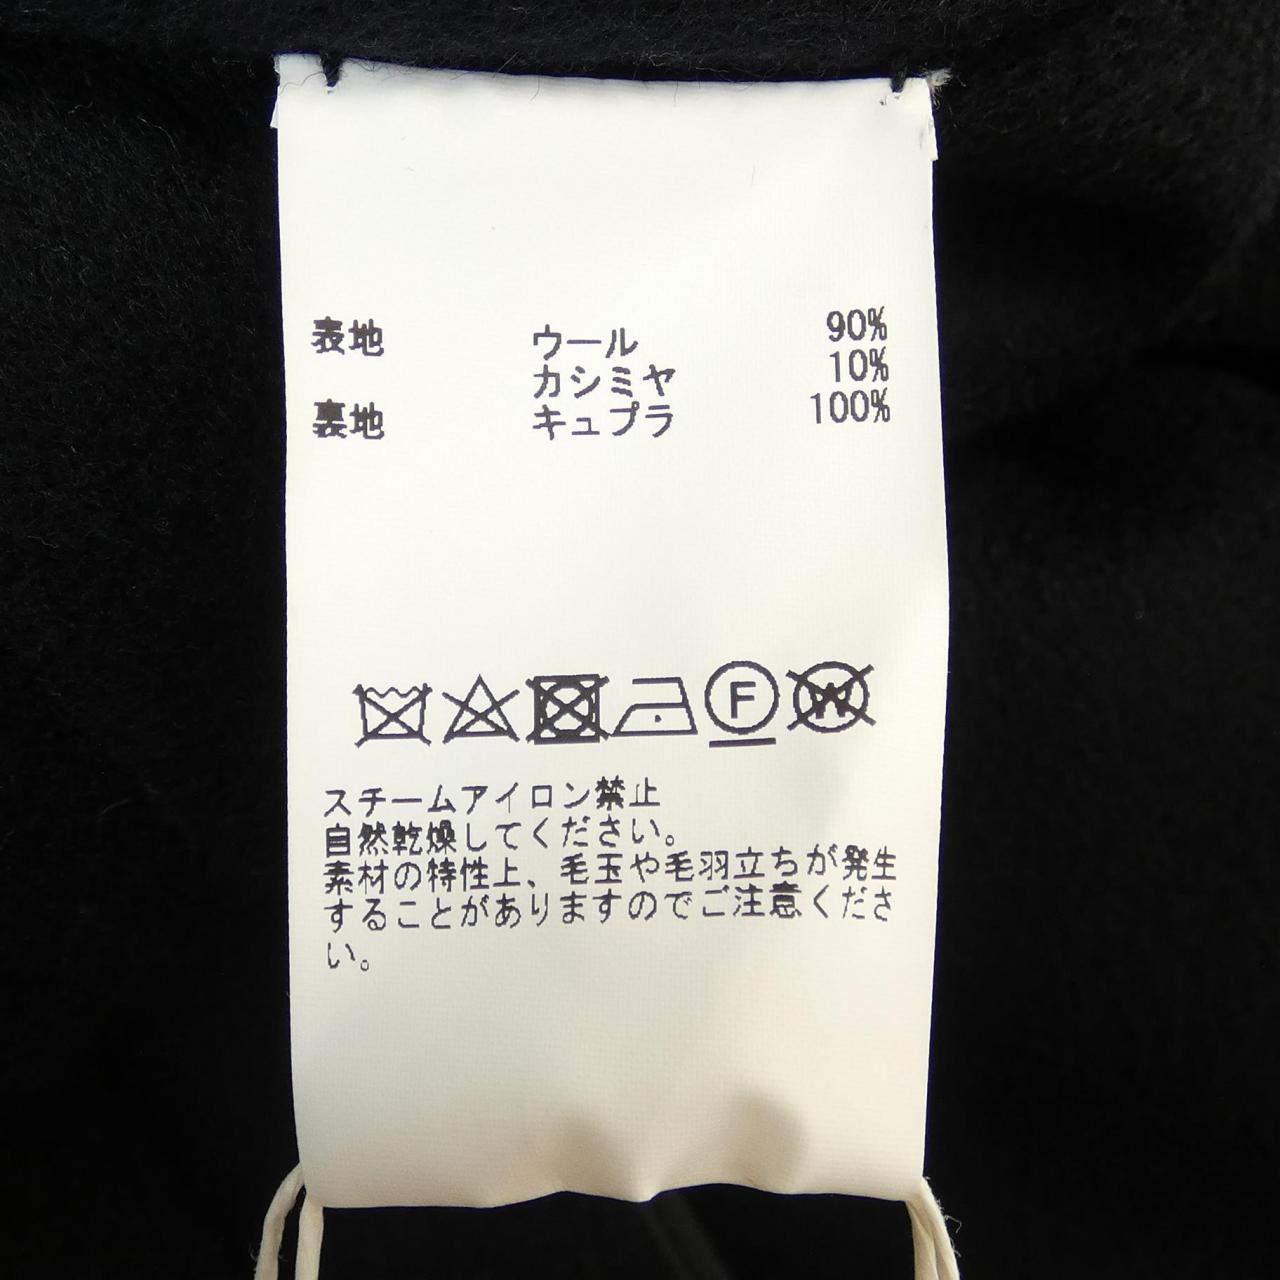 表地 ウール 90%
カシミヤ 10%
裏地 キュプラ 100%
F W
スチームアイロン禁止
自然乾燥してください。
素材の特性上、毛玉や毛羽立ちが発生
することがありますのでご注意くださ
い。